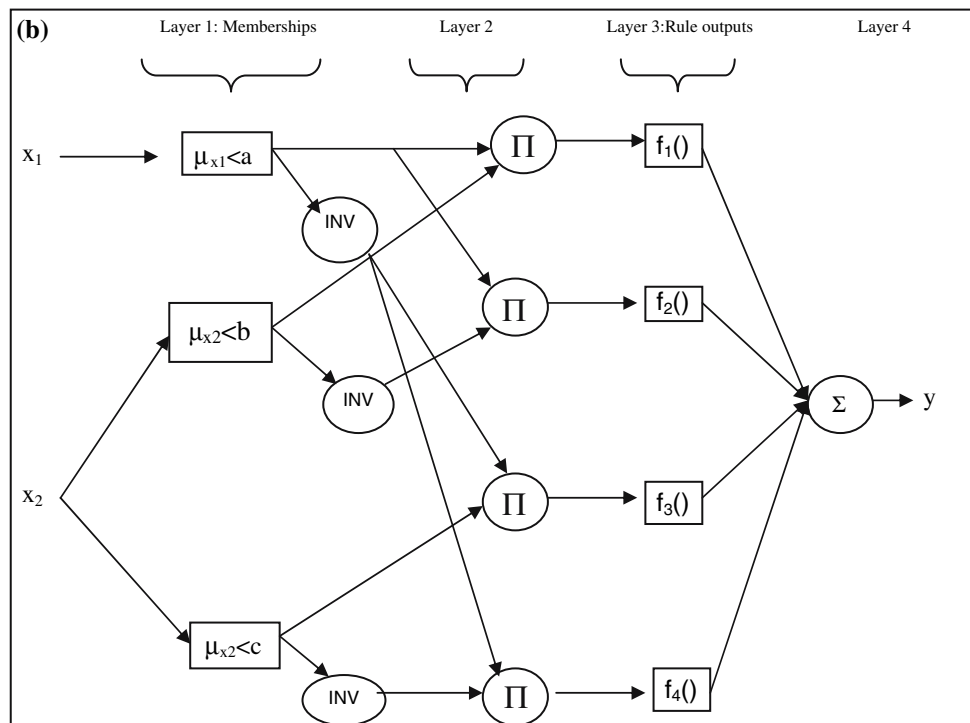 (b) Layer 1: Memberships Layer 2 Layer 3:Rule outputs Layer 4
x₁ μₓ₁<a Π f₁()
INV
μₓ₂<b Π f₂()
INV Σ y
x₂ Π f₃()
μₓ₂<c
INV Π f₄()